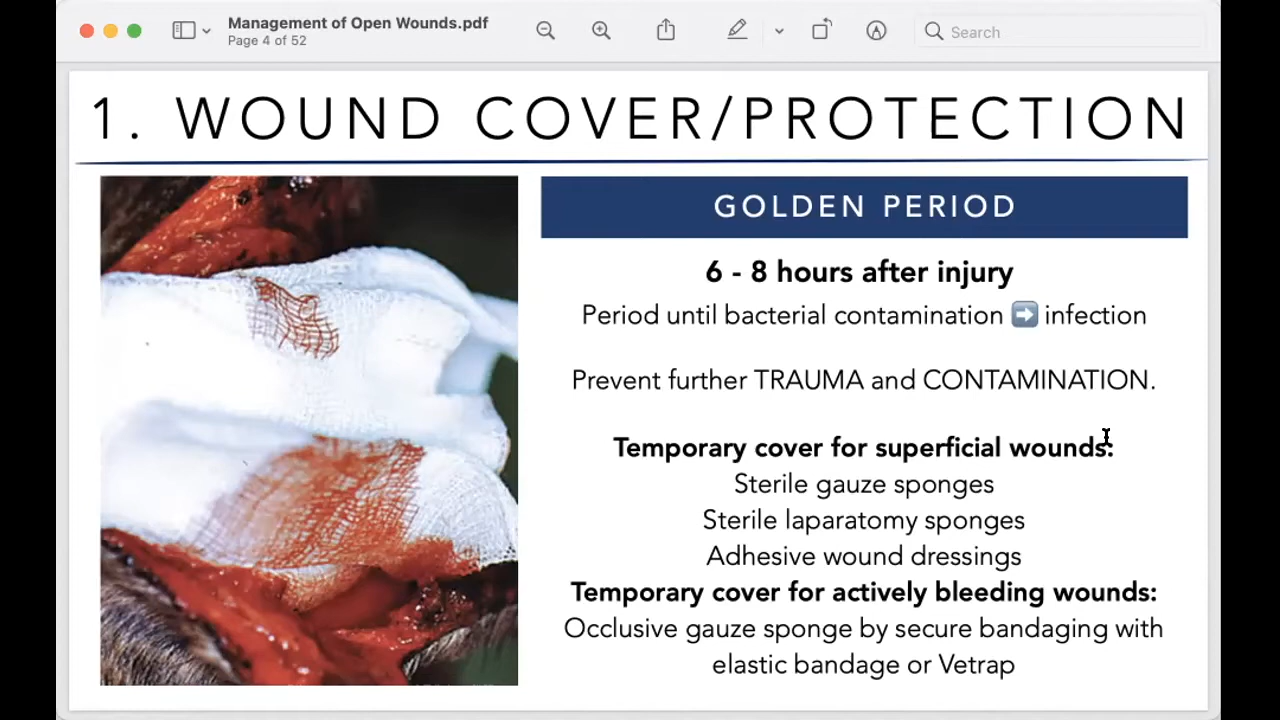 Management of Open Wounds.pdf
Page 4 of 52
Search
1. WOUND COVER/PROTECTION
GOLDEN PERIOD
6 - 8 hours after injury
Period until bacterial contamination ➡️ infection
Prevent further TRAUMA and CONTAMINATION.
Temporary cover for superficial wounds:
Sterile gauze sponges
Sterile laparatomy sponges
Adhesive wound dressings
Temporary cover for actively bleeding wounds:
Occlusive gauze sponge by secure bandaging with
elastic bandage or Vetrap